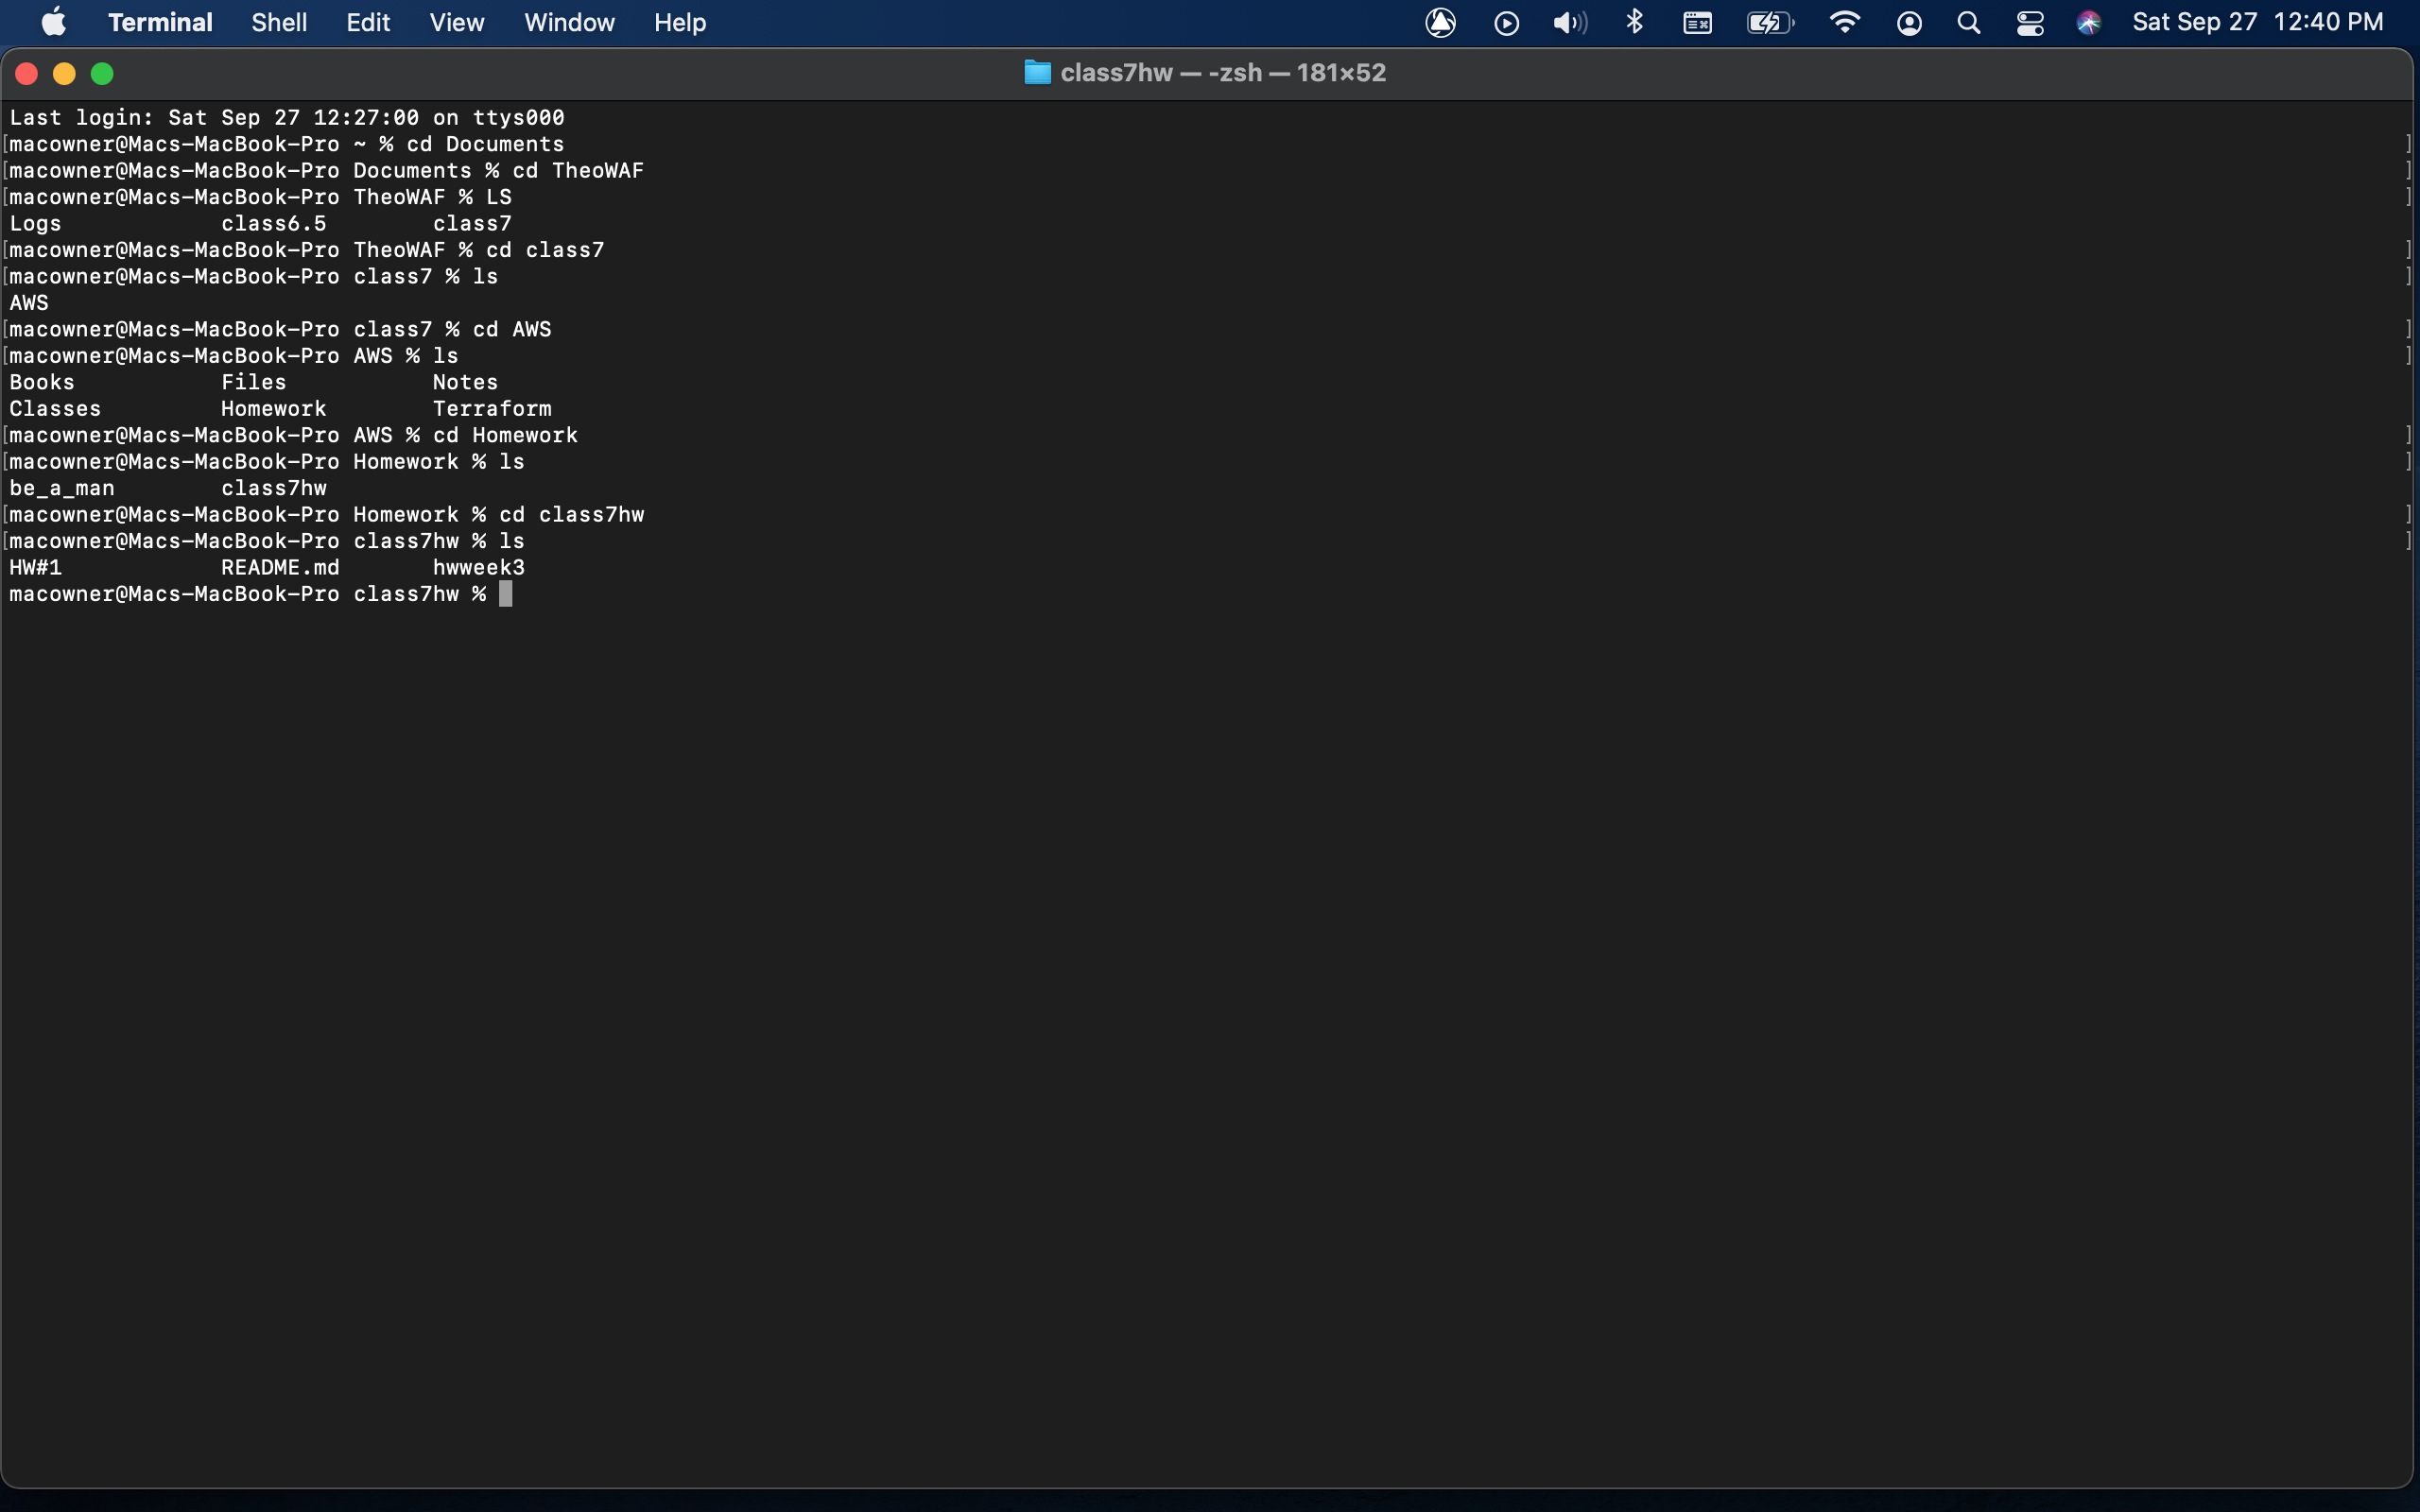 Terminal Shell Edit View Window Help Sat Sep 27 12:40 PM
class7hw — -zsh — 181×52
Last login: Sat Sep 27 12:27:00 on ttys000
[macowner@Macs-MacBook-Pro ~ % cd Documents ]
[macowner@Macs-MacBook-Pro Documents % cd TheoWAF ]
[macowner@Macs-MacBook-Pro TheoWAF % LS ]
Logs class6.5 class7
[macowner@Macs-MacBook-Pro TheoWAF % cd class7 ]
[macowner@Macs-MacBook-Pro class7 % ls ]
AWS
[macowner@Macs-MacBook-Pro class7 % cd AWS ]
[macowner@Macs-MacBook-Pro AWS % ls ]
Books Files Notes
Classes Homework Terraform
[macowner@Macs-MacBook-Pro AWS % cd Homework ]
[macowner@Macs-MacBook-Pro Homework % ls ]
be_a_man class7hw
[macowner@Macs-MacBook-Pro Homework % cd class7hw ]
[macowner@Macs-MacBook-Pro class7hw % ls ]
HW#1 README.md hwweek3
macowner@Macs-MacBook-Pro class7hw %